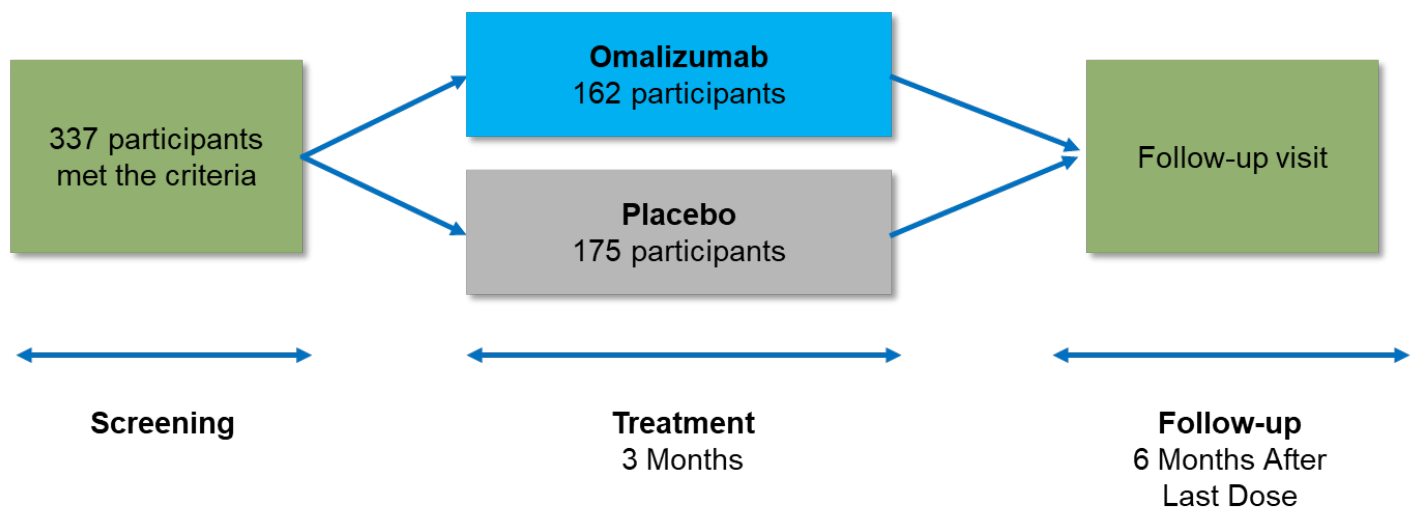 337 participants
met the criteria
Omalizumab
162 participants
Placebo
175 participants
Follow-up visit
Screening
Treatment
3 Months
Follow-up
6 Months After
Last Dose